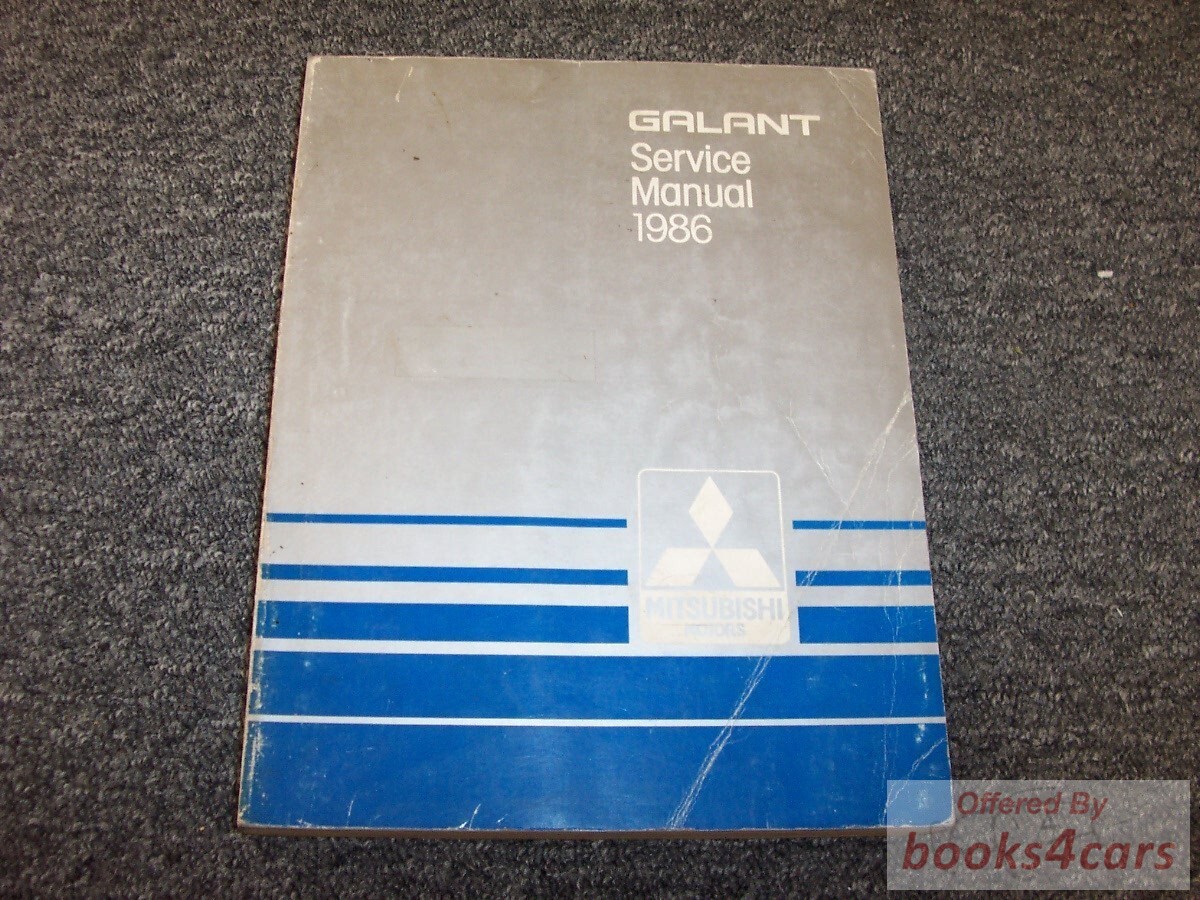 GALANT
Service
Manual
1986
MITSUBISHI
MOTORS
Offered By
books4cars